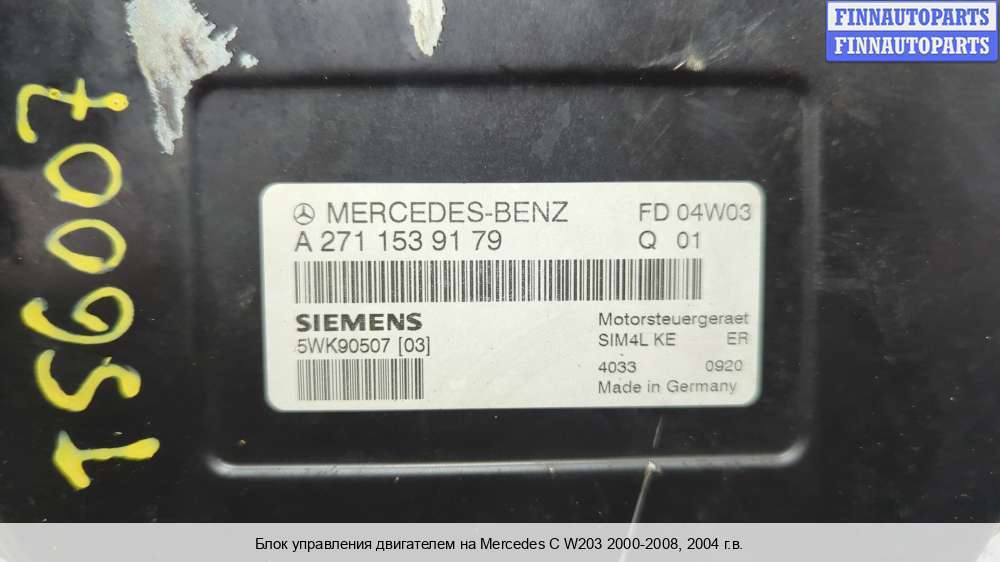 FINNAUTOPARTS
FINNAUTOPARTS
MERCEDES-BENZ FD 04W03
A 271 153 91 79 Q 01
SIEMENS Motorsteuergeraet
5WK90507 [03] SIM4L KE ER
4033 0920
Made in Germany
Блок управления двигателем на Mercedes C W203 2000-2008, 2004 г.в.